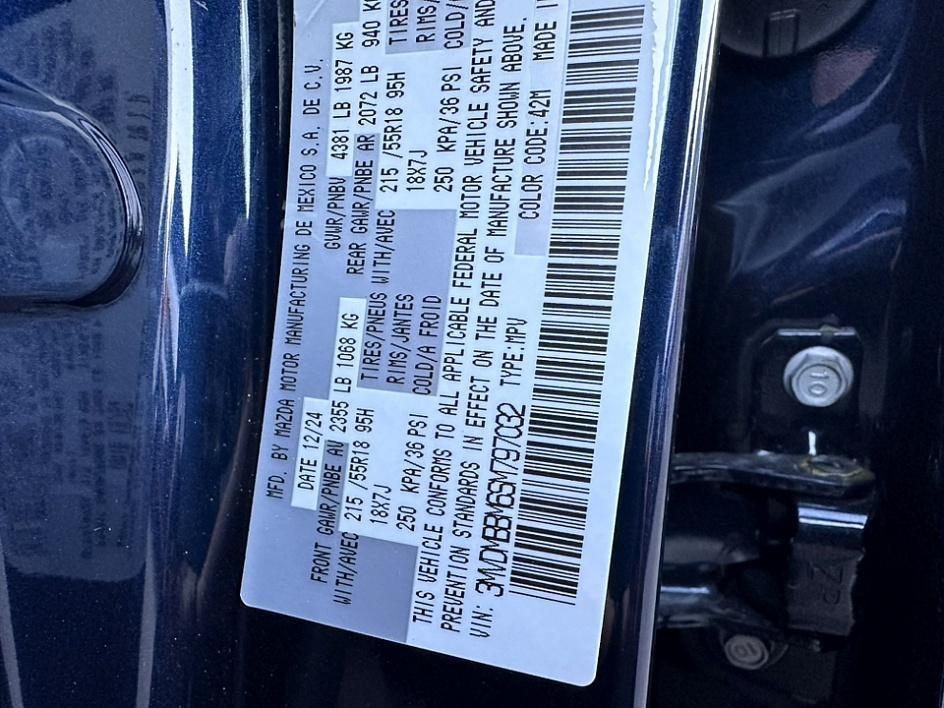 MFD. BY MAZDA MOTOR MANUFACTURING DE MEXICO S.A. DE C.V.
DATE 12/24 GVWR/PNBV 4381 LB 1987 KG
FRONT GAWR/PNBE AV 2355 LB 1068 KG REAR GAWR/PNBE AR 2072 LB 940
WITH/AVEC 215 /55R18 95H TIRES/PNEUS WITH/AVEC 215 /55R18 95H TIRES
18X7J RIMS/JANTES 18X7J RIMS/
250 KPA/36 PSI COLD/A FROID 250 KPA/36 PSI COLD/
THIS VEHICLE CONFORMS TO ALL APPLICABLE FEDERAL MOTOR VEHICLE SAFETY AND
PREVENTION STANDARDS IN EFFECT ON THE DATE OF MANUFACTURE SHOWN ABOVE.
VIN: 3MVDMBBM6SM797032 TYPE:MPV COLOR CODE:42M MADE
10
10